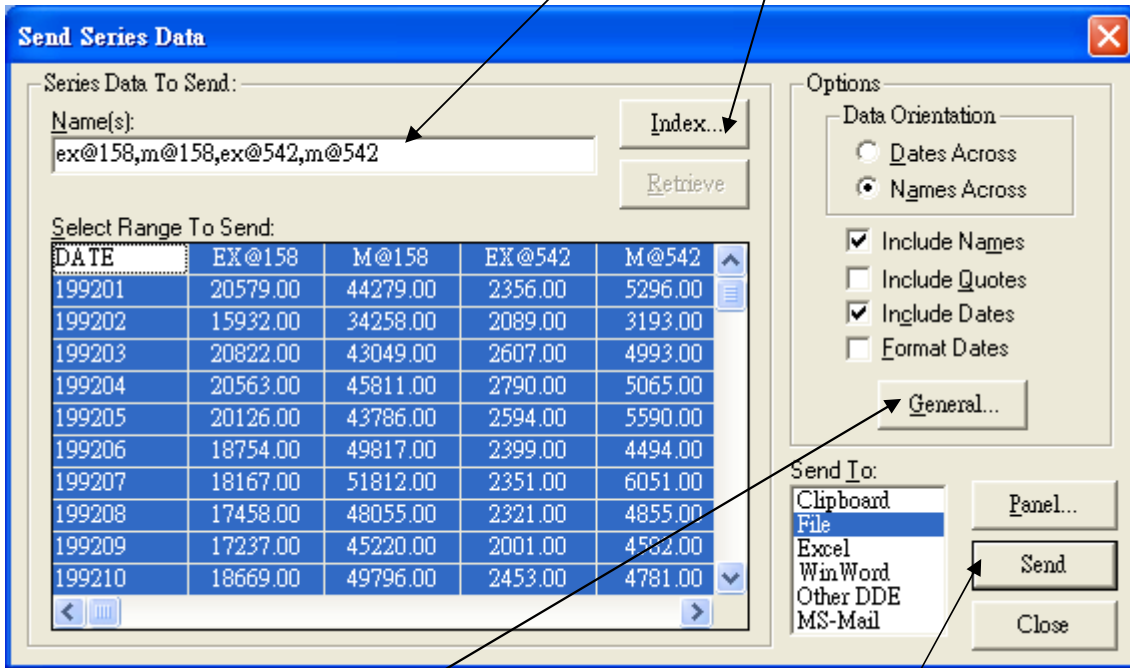 Send Series Data
Series Data To Send:
Name(s):
ex@158,m@158,ex@542,m@542
Index...
Retrieve
Select Range To Send:
DATE EX@158 M@158 EX@542 M@542
199201 20579.00 44279.00 2356.00 5296.00
199202 15932.00 34258.00 2089.00 3193.00
199203 20822.00 43049.00 2607.00 4993.00
199204 20563.00 45811.00 2790.00 5065.00
199205 20126.00 43786.00 2594.00 5590.00
199206 18754.00 49817.00 2399.00 4494.00
199207 18167.00 51812.00 2351.00 6051.00
199208 17458.00 48055.00 2321.00 4855.00
199209 17237.00 45220.00 2001.00 4582.00
199210 18669.00 49796.00 2453.00 4781.00
Options
Data Orientation
Dates Across
Names Across
Include Names
Include Quotes
Include Dates
Format Dates
General...
Send To:
Clipboard
File
Excel
WinWord
Other DDE
MS-Mail
Panel...
Send
Close